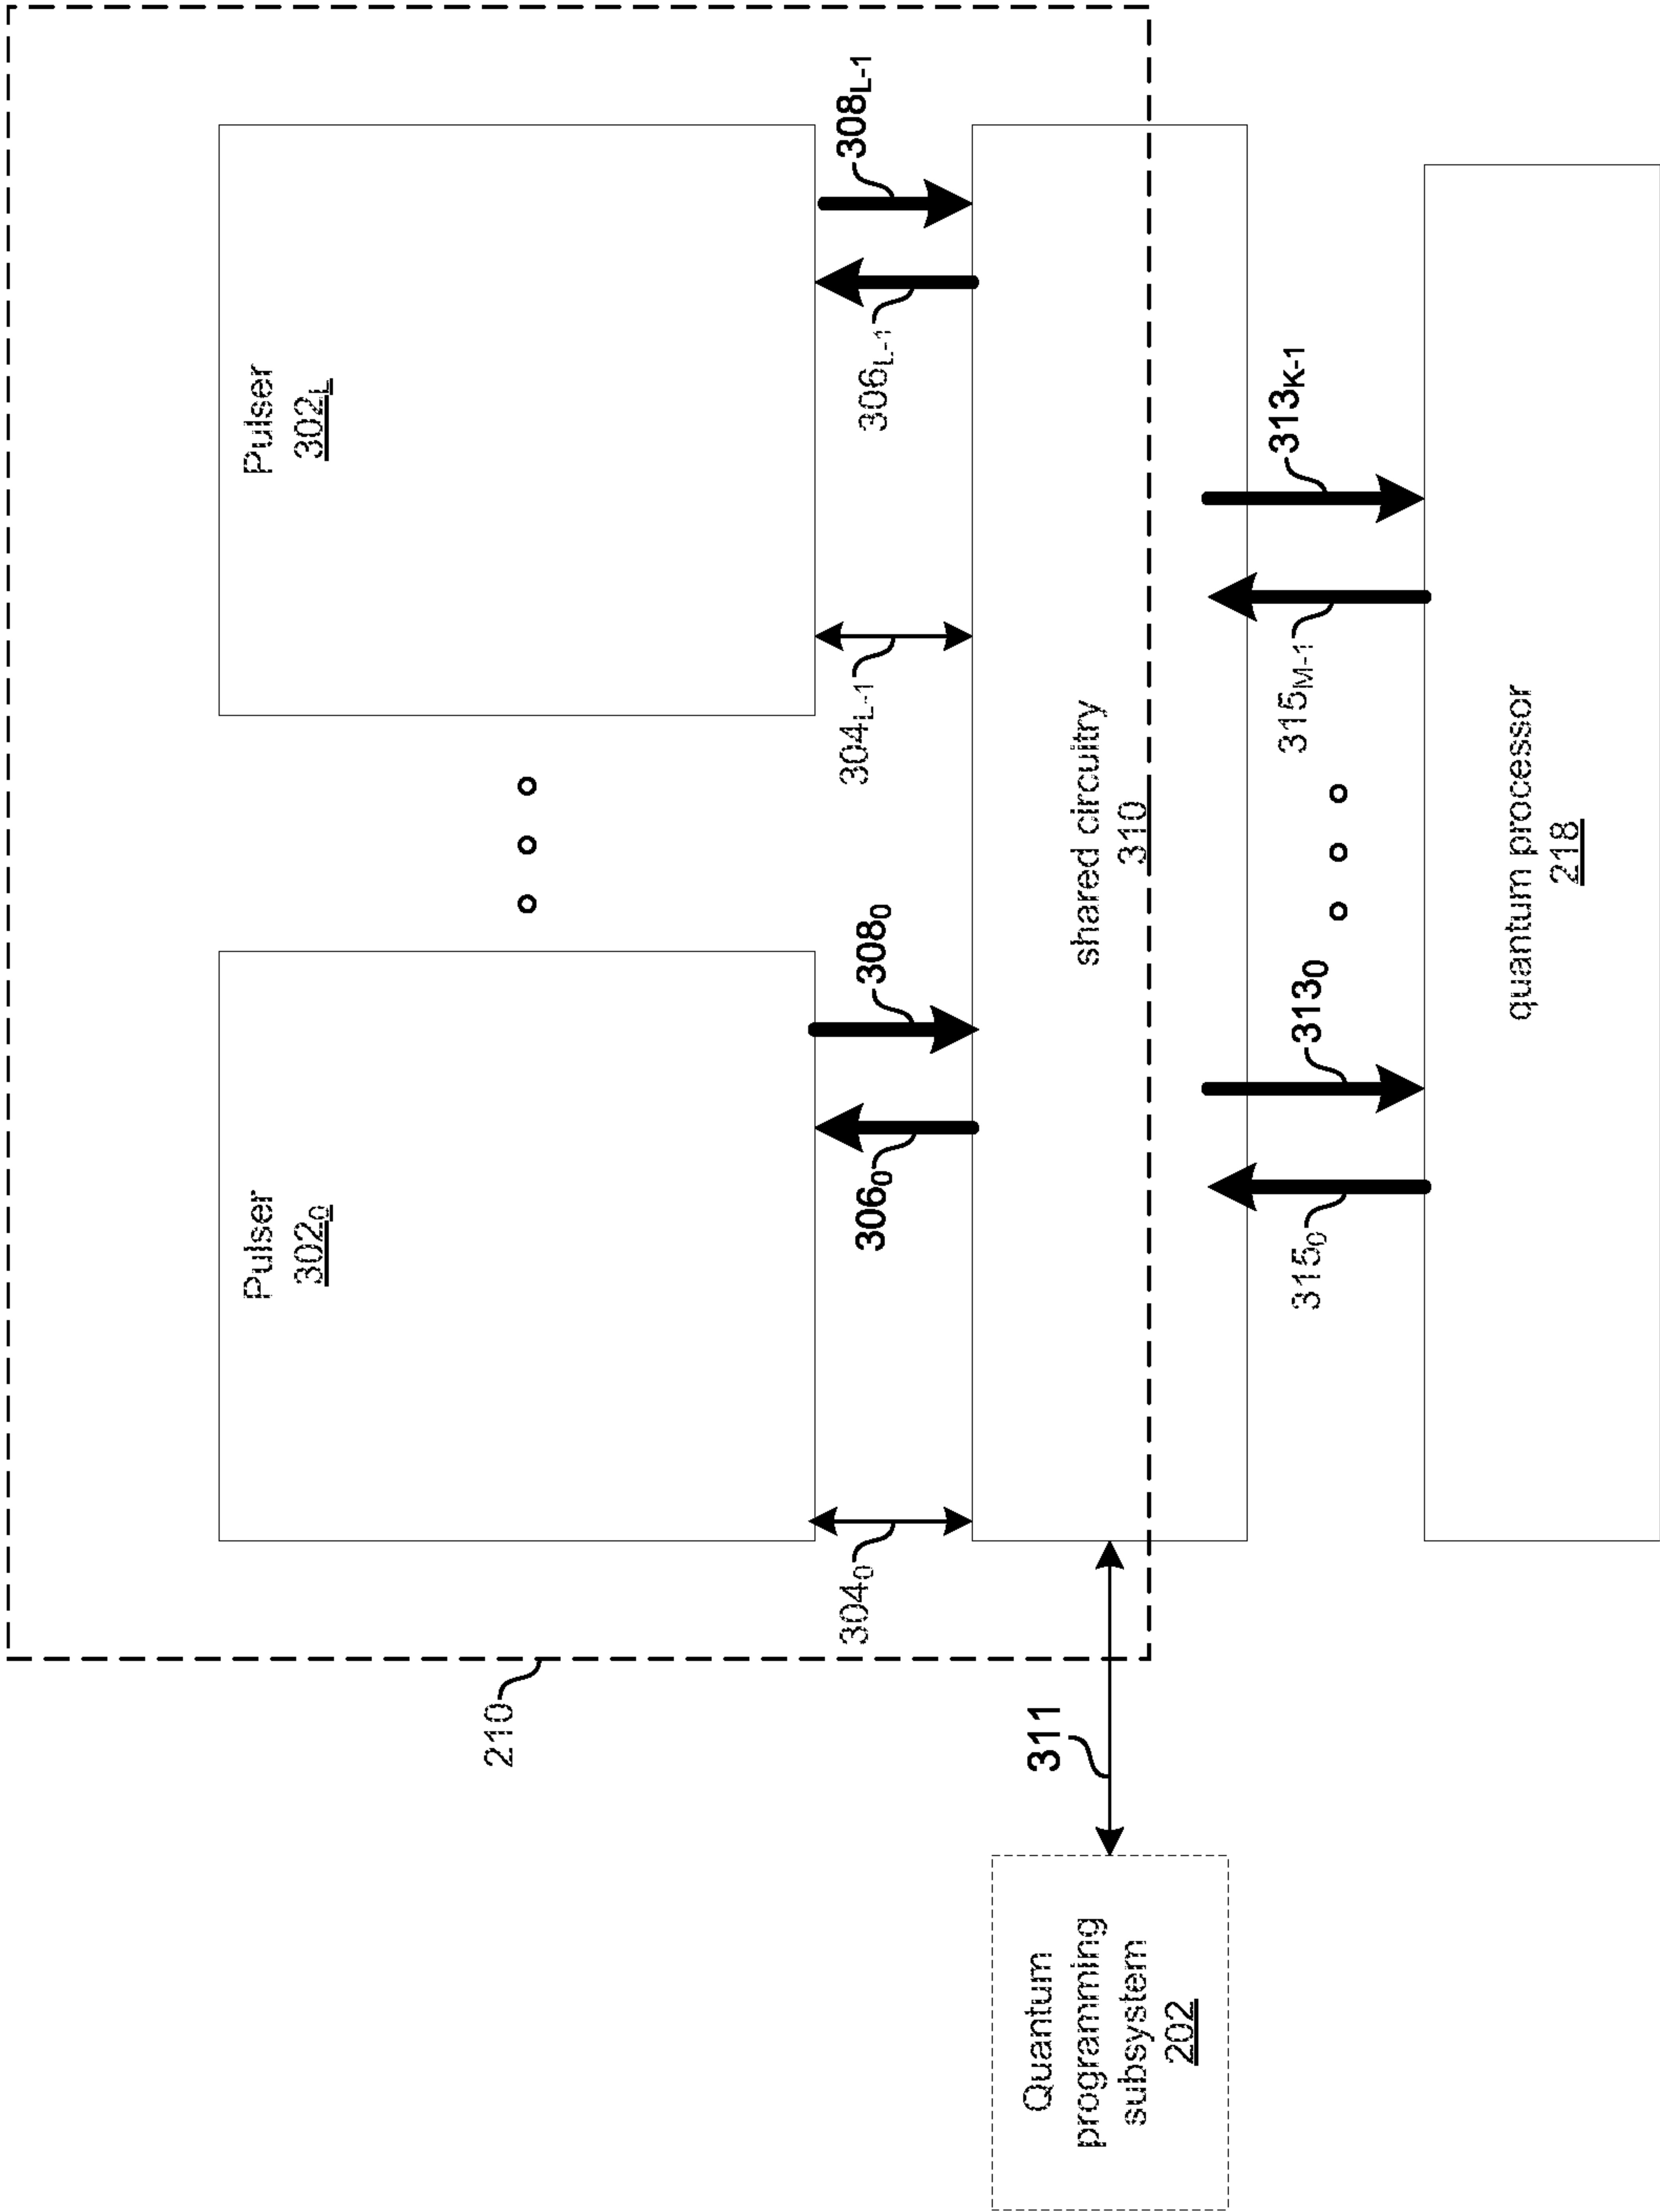 210
Pulser
302₀
Pulser
302L
304₀
306₀
308₀
304L-1
306L-1
308L-1
311
Quantum
programming
subsystem
202
shared circuitry
310
315₀
313₀
315M-1
313K-1
quantum processor
218